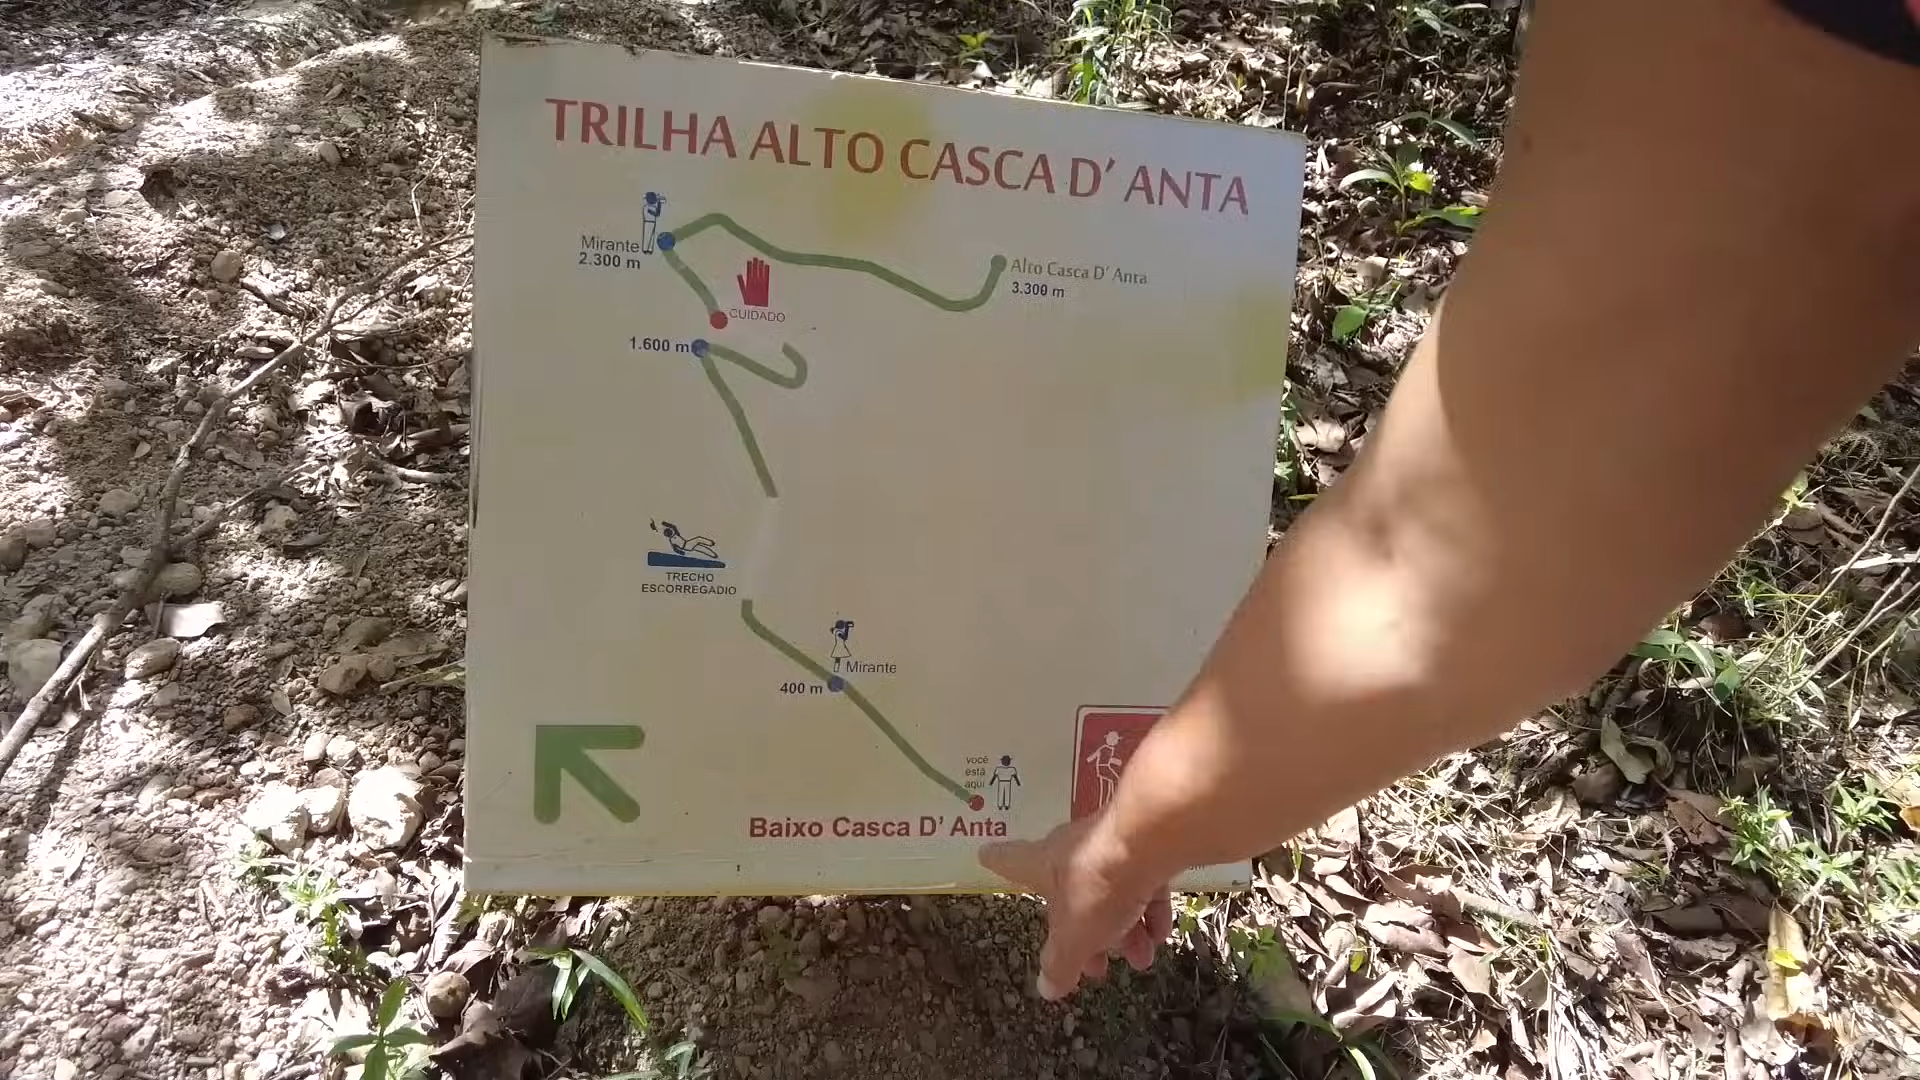 TRILHA ALTO CASCA D' ANTA
Mirante
2.300 m
Alto Casca D' Anta
3.300 m
CUIDADO
1.600 m
TRECHO
ESCORREGADIO
Mirante
400 m
você
está
aqui
Baixo Casca D' Anta